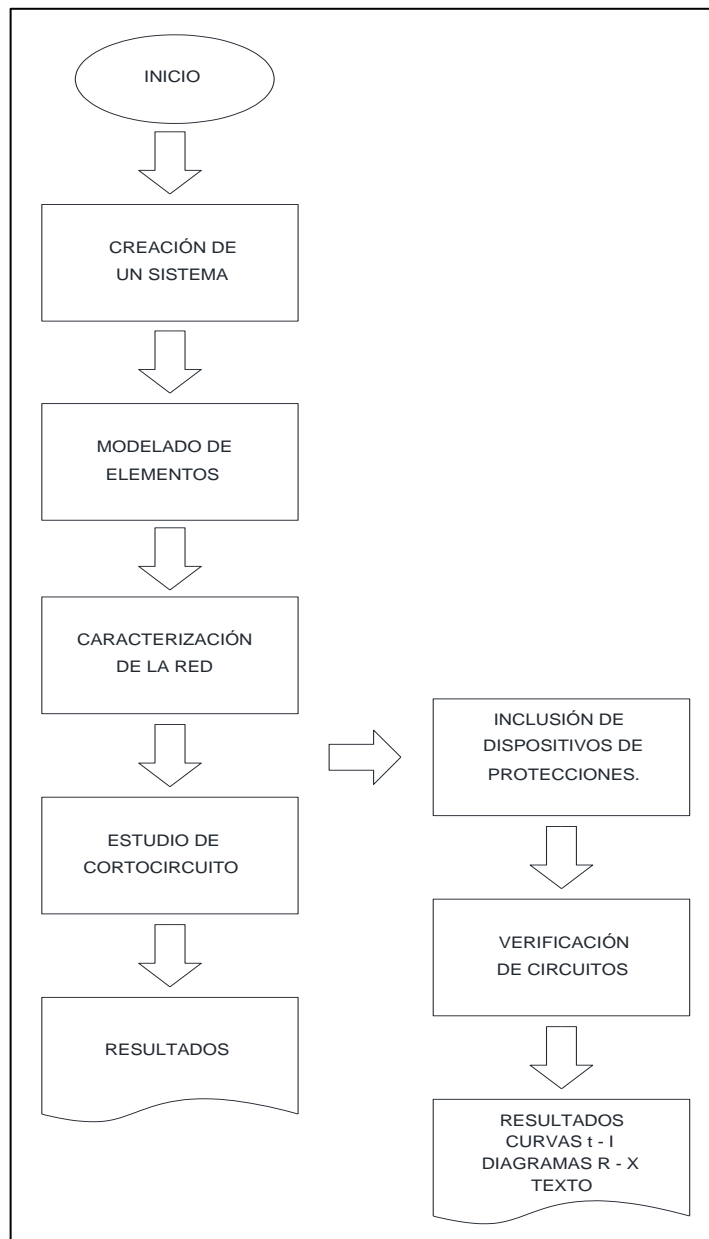 INICIO
CREACIÓN DE
UN SISTEMA
MODELADO DE
ELEMENTOS
CARACTERIZACIÓN
DE LA RED
ESTUDIO DE
CORTOCIRCUITO
RESULTADOS
INCLUSIÓN DE
DISPOSITIVOS DE
PROTECCIONES.
VERIFICACIÓN
DE CIRCUITOS
RESULTADOS
CURVAS t - I
DIAGRAMAS R - X
TEXTO